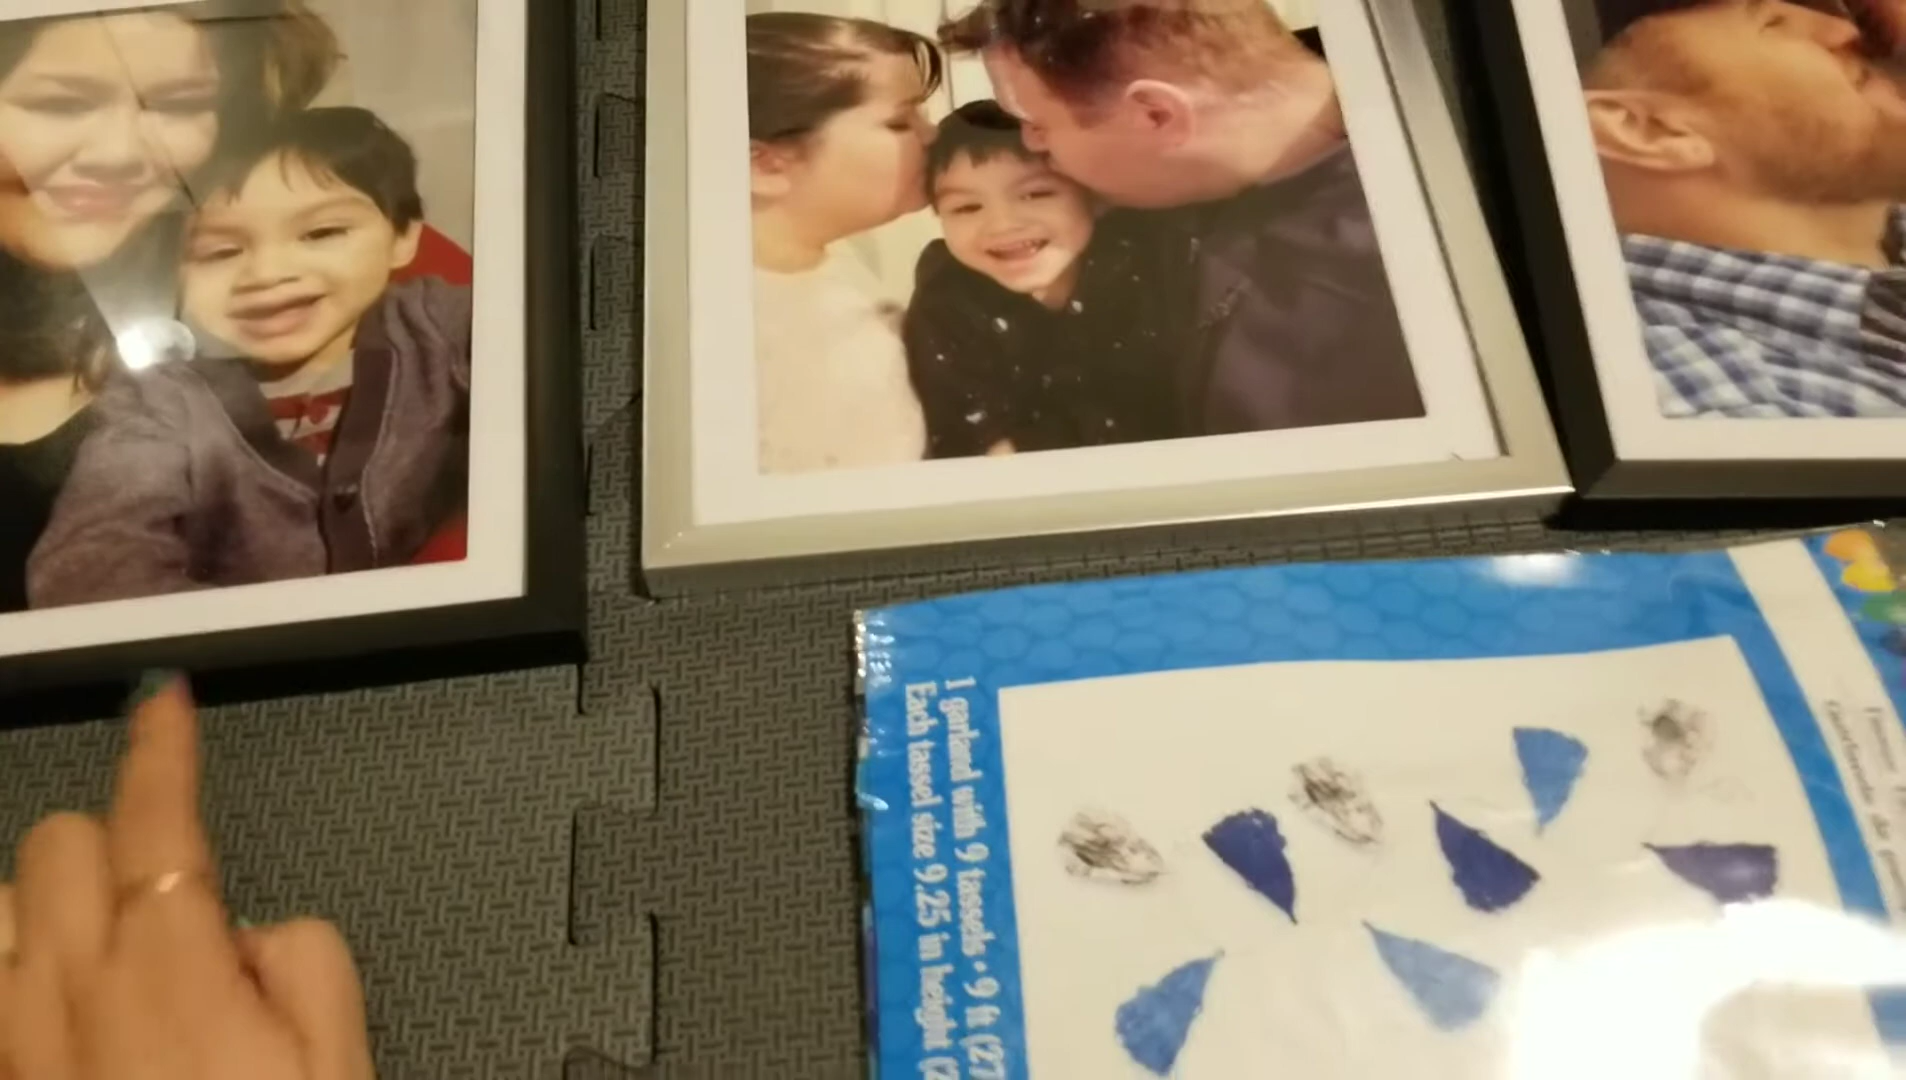 1 garland with 9 tassels • 9 ft (27
Each tassel size 9.25 in height (2